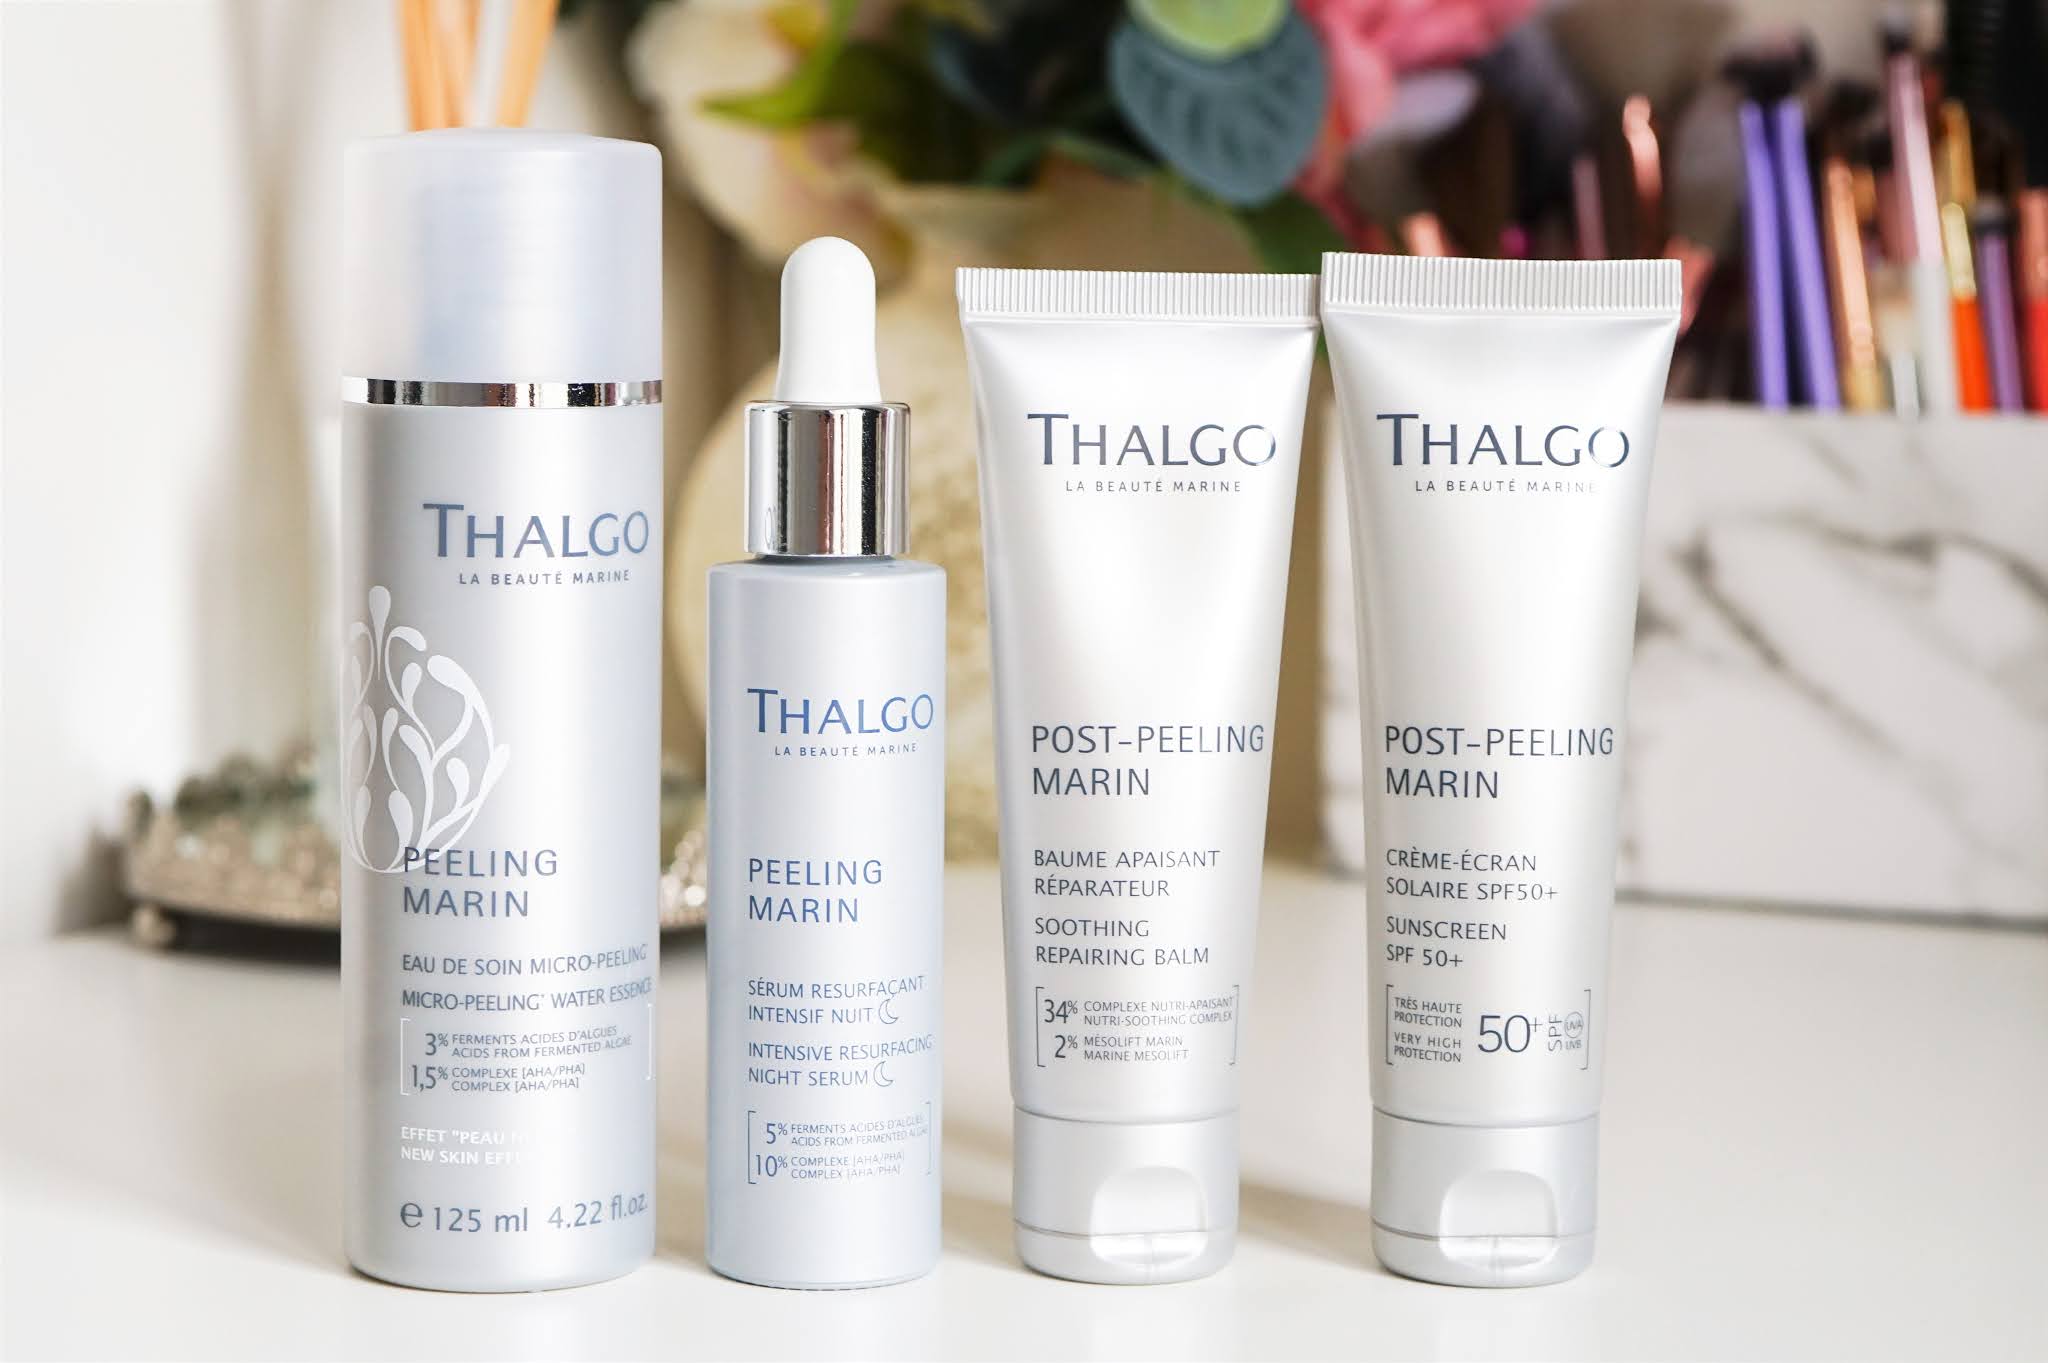 THALGO
LA BEAUTÉ MARINE
PEELING
MARIN
EAU DE SOIN MICRO-PEELING*
MICRO-PEELING* WATER ESSENCE
3% FERMENTS ACIDES D'ALGUES
ACIDS FROM FERMENTED ALGAE
1,5% COMPLEXE [AHA/PHA]
COMPLEX [AHA/PHA]
EFFET "PEAU
NEW SKIN
℮ 125 ml 4.22 fl.oz.
THALGO
LA BEAUTÉ MARINE
PEELING
MARIN
SÉRUM RESURFAÇANT
INTENSIF NUIT
INTENSIVE RESURFACING
NIGHT SERUM
5% FERMENTS ACIDES D'ALGUES
ACIDS FROM FERMENTED ALGAE
10% COMPLEXE [AHA/PHA]
COMPLEX [AHA/PHA]
THALGO
LA BEAUTÉ MARINE
POST-PEELING
MARIN
BAUME APAISANT
RÉPARATEUR
SOOTHING
REPAIRING BALM
34% COMPLEXE NUTRI-APAISANT
NUTRI-SOOTHING COMPLEX
2% MÉSOLIFT MARIN
MARINE MESOLIFT
THALGO
LA BEAUTÉ MARINE
POST-PEELING
MARIN
CRÈME-ÉCRAN
SOLAIRE SPF50+
SUNSCREEN
SPF 50+
TRÈS HAUTE
PROTECTION
VERY HIGH
PROTECTION
50+
SPF
UVA
UVB